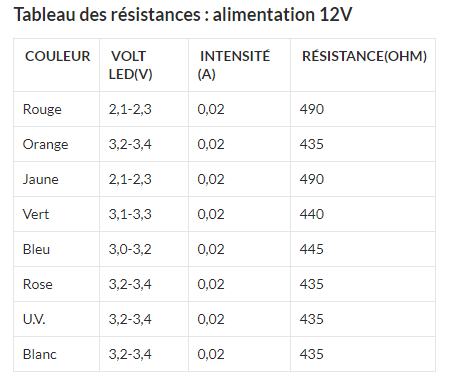 Tableau des résistances : alimentation 12V
COULEUR VOLT LED(V) INTENSITÉ (A) RÉSISTANCE(OHM)
Rouge 2,1-2,3 0,02 490
Orange 3,2-3,4 0,02 435
Jaune 2,1-2,3 0,02 490
Vert 3,1-3,3 0,02 440
Bleu 3,0-3,2 0,02 445
Rose 3,2-3,4 0,02 435
U.V. 3,2-3,4 0,02 435
Blanc 3,2-3,4 0,02 435